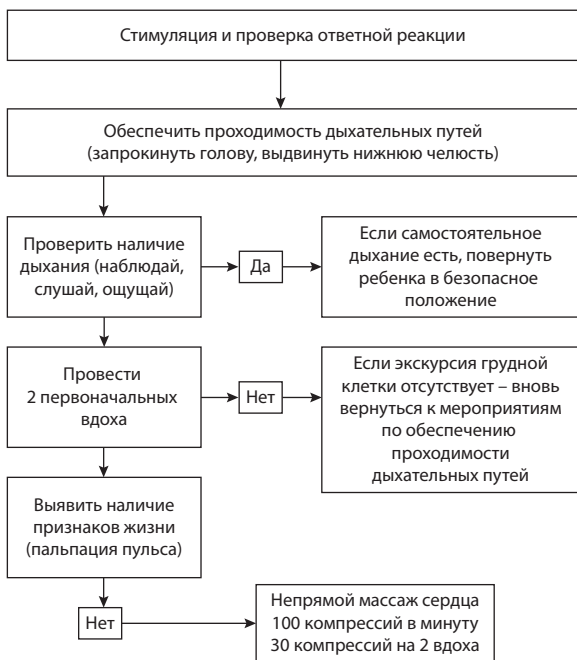 Стимуляция и проверка ответной реакции
Обеспечить проходимость дыхательных путей
(запрокинуть голову, выдвинуть нижнюю челюсть)
Проверить наличие
дыхания (наблюдай,
слушай, ощущай)
Да
Если самостоятельное
дыхание есть, повернуть
ребенка в безопасное
положение
Провести
2 первоначальных
вдоха
Нет
Если экскурсия грудной
клетки отсутствует – вновь
вернуться к мероприятиям
по обеспечению
проходимости
дыхательных путей
Выявить наличие
признаков жизни
(пальпация пульса)
Нет
Непрямой массаж сердца
100 компрессий в минуту
30 компрессий на 2 вдоха